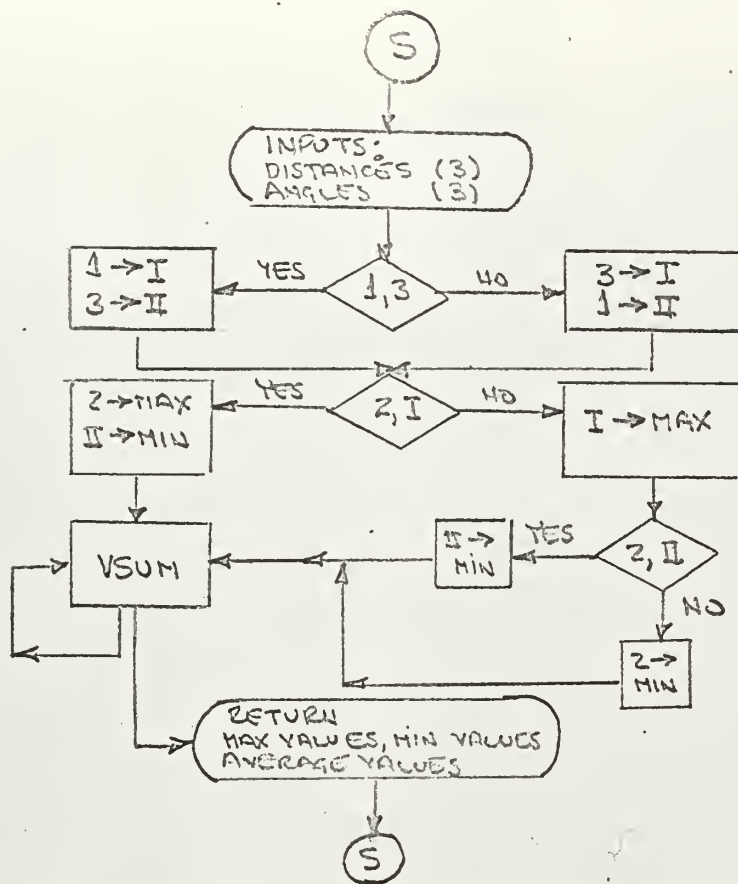 S
INPUTS:
DISTANCES (3)
ANGLES (3)
1→I
3→II
YES
1,3
NO
3→I
1→II
2→MAX
II→MIN
YES
2,I
NO
I→MAX
VSUM
II→
MIN
YES
2,II
NO
2→
MIN
RETURN
MAX VALUES, MIN VALUES
AVERAGE VALUES
S